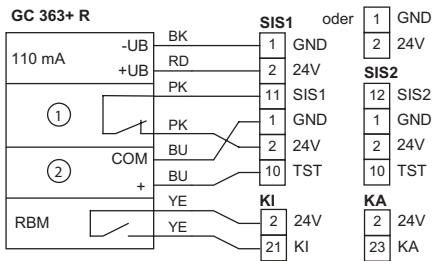 GC 363+ R
SIS1
oder
1 GND
2 24V
110 mA
-UB BK 1 GND
+UB RD 2 24V
SIS2
PK 11 SIS1
12 SIS2
1
1 GND
1 GND
PK 2 24V
2 24V
2
COM BU
+ BU 10 TST
10 TST
KI
KA
RBM
YE 2 24V
2 24V
YE 21 KI
23 KA